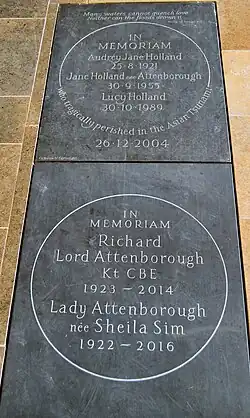 Many waters cannot quench love
Neither can the floods drown it
IN
MEMORIAM
Audrey Jane Holland
25·8·1921
Jane Holland née Attenborough
30·9·1955
Lucy Holland
30·10·1989
who tragically perished in the Asian Tsunami
26·12·2004
IN
MEMORIAM
Richard
Lord Attenborough
Kt CBE
1923 – 2014
Lady Attenborough
née Sheila Sim
1922 – 2016